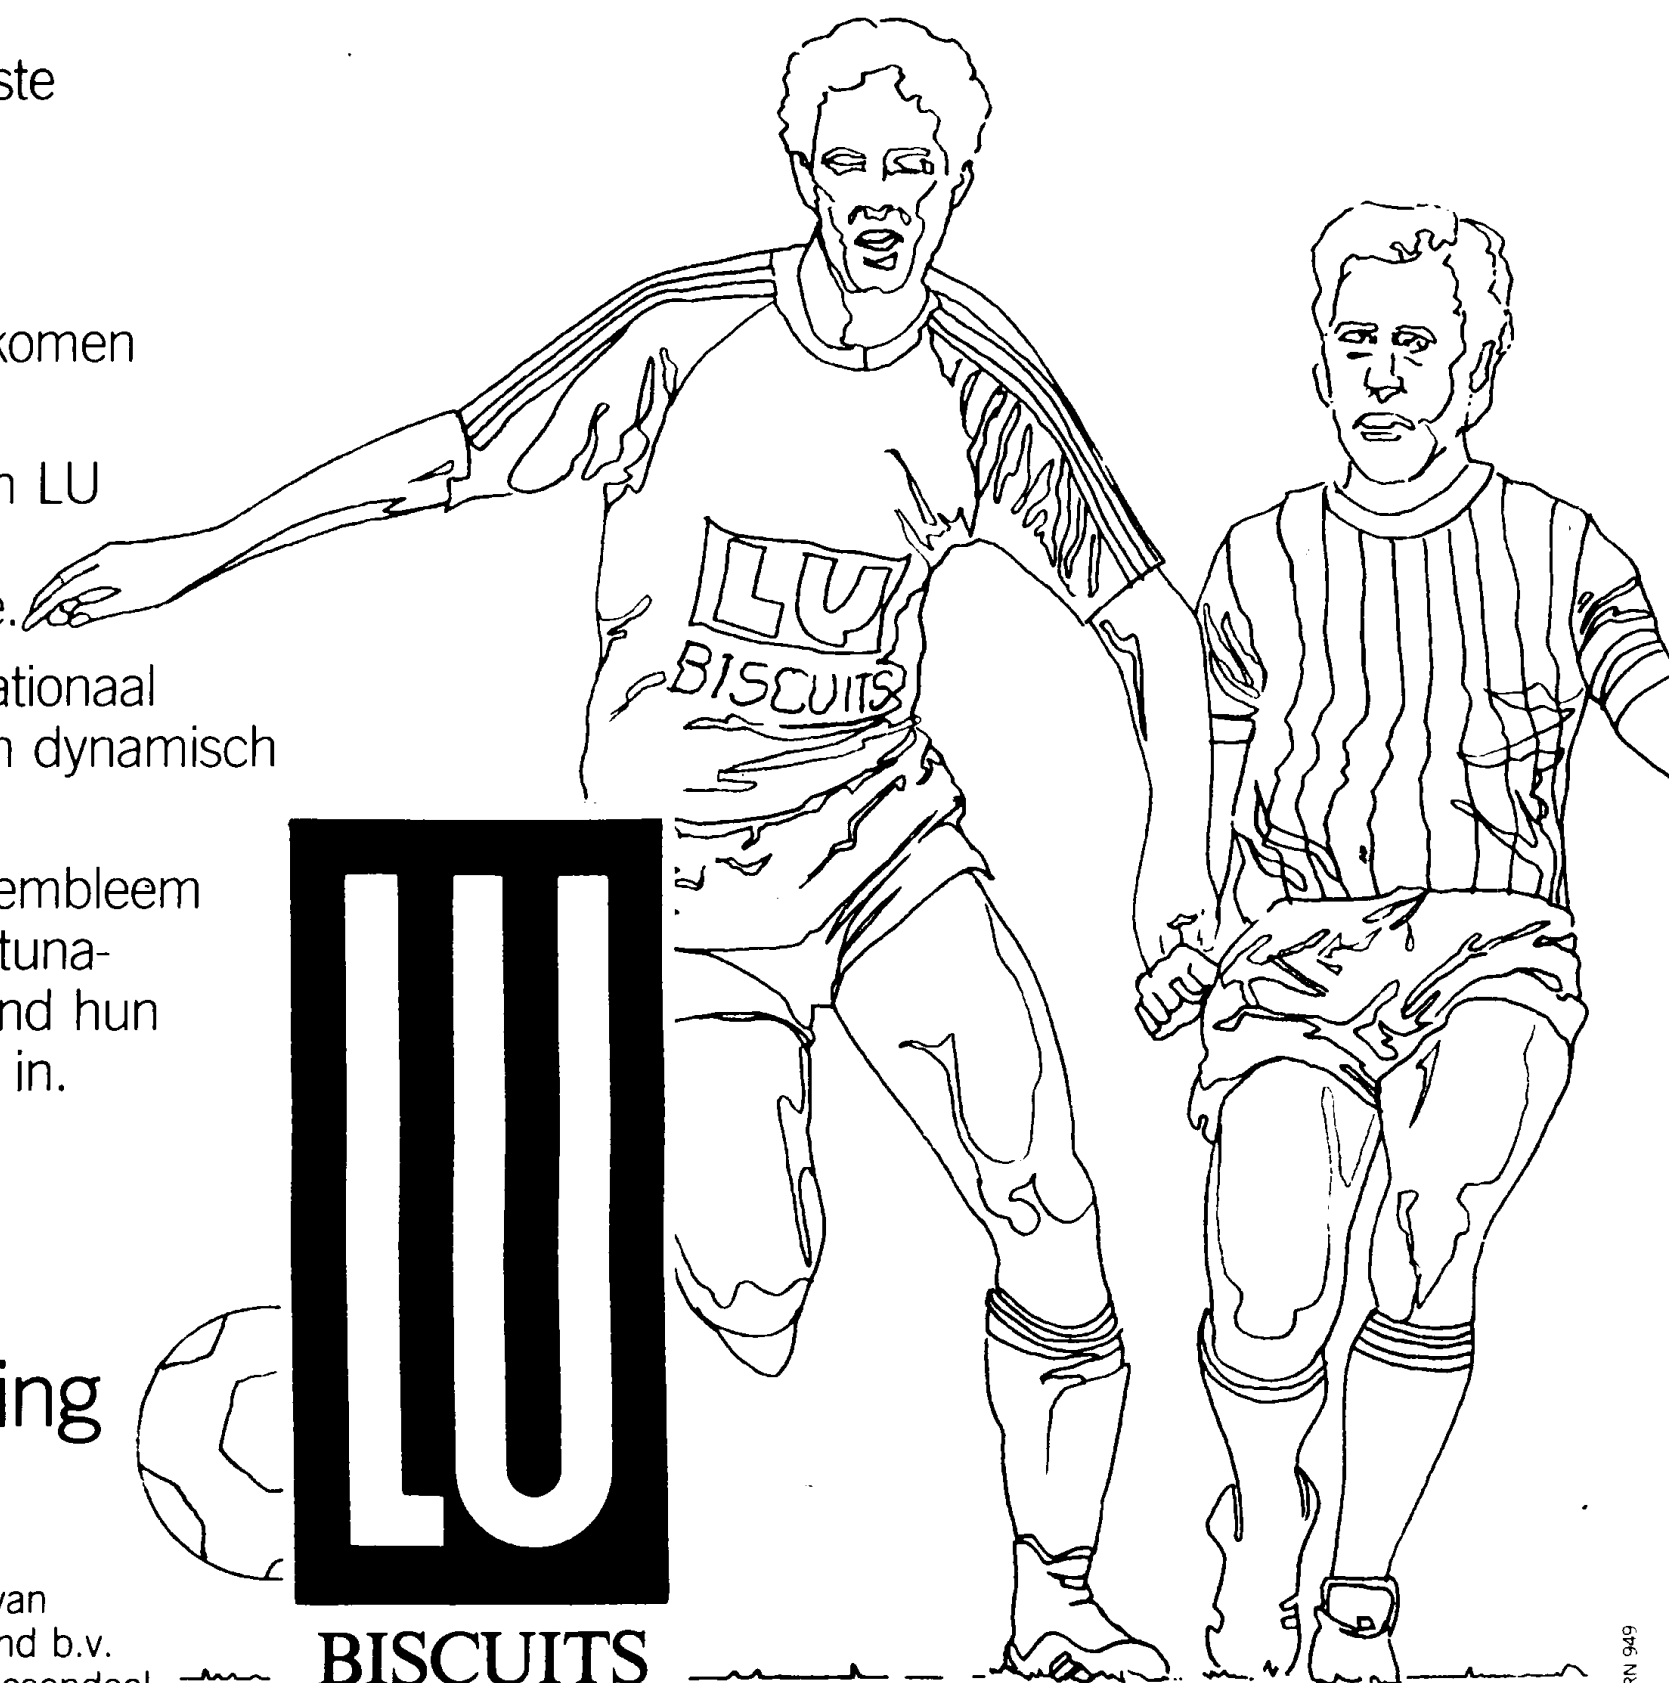 ste
komen
n LU
e.
ationaal
n dynamisch
embleem
tuna-
nd hun
in.
ing
van
nd b.v.
osendaal
LU
BISCUITS
LU
BISCUITS
RN 949